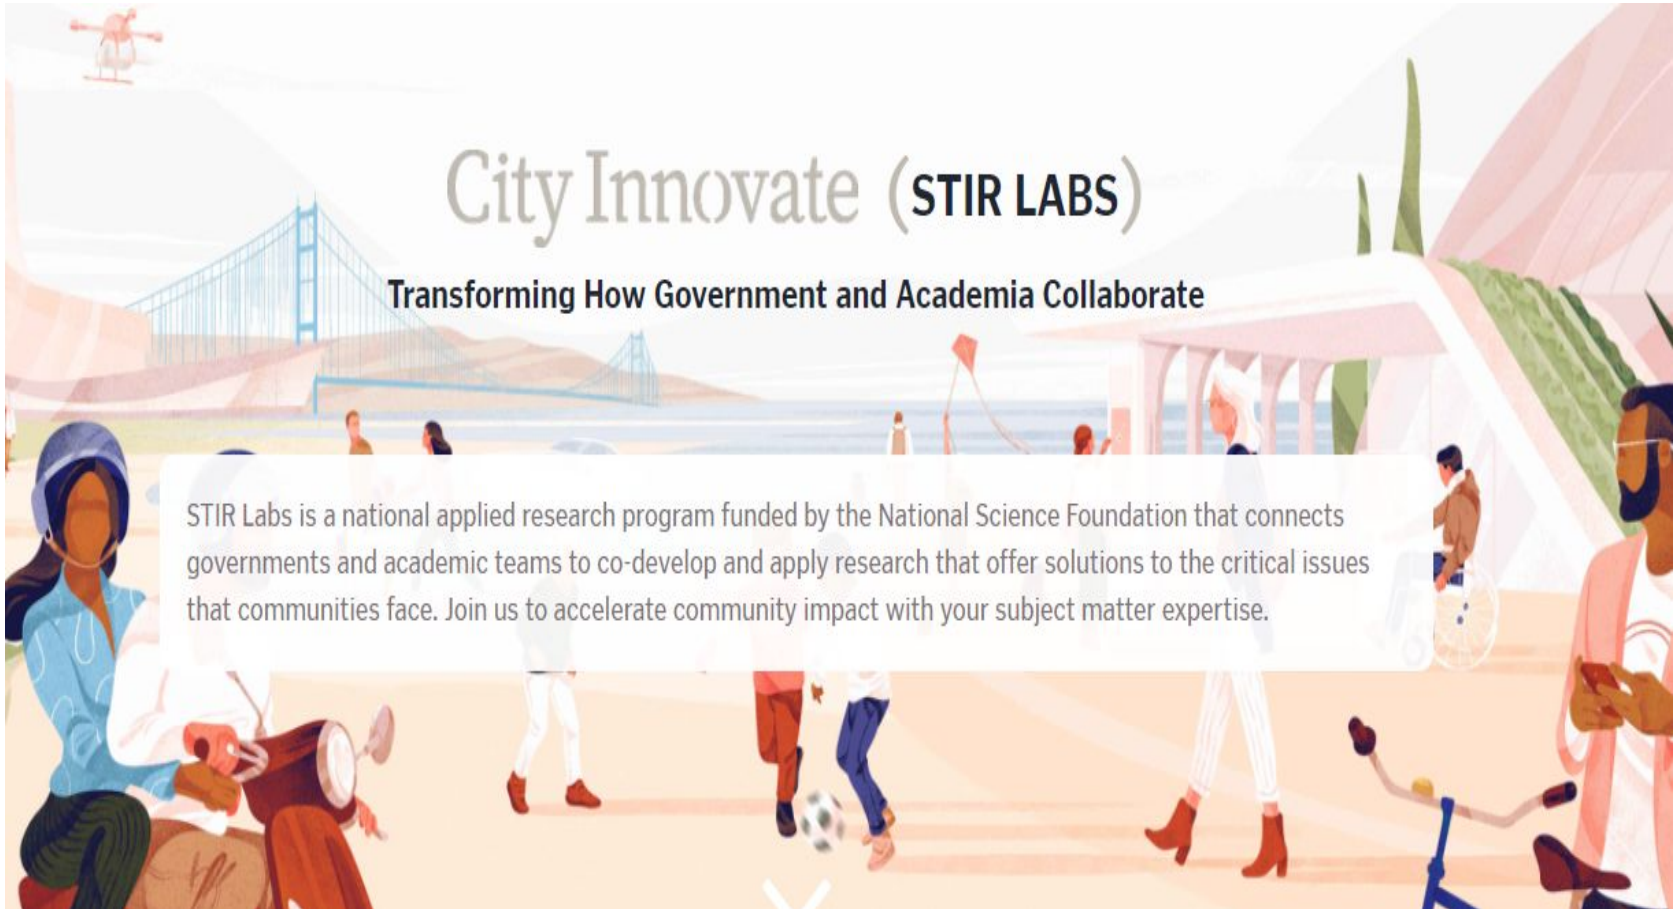 City Innovate (STIR LABS)
Transforming How Government and Academia Collaborate
STIR Labs is a national applied research program funded by the National Science Foundation that connects
governments and academic teams to co-develop and apply research that offer solutions to the critical issues
that communities face. Join us to accelerate community impact with your subject matter expertise.